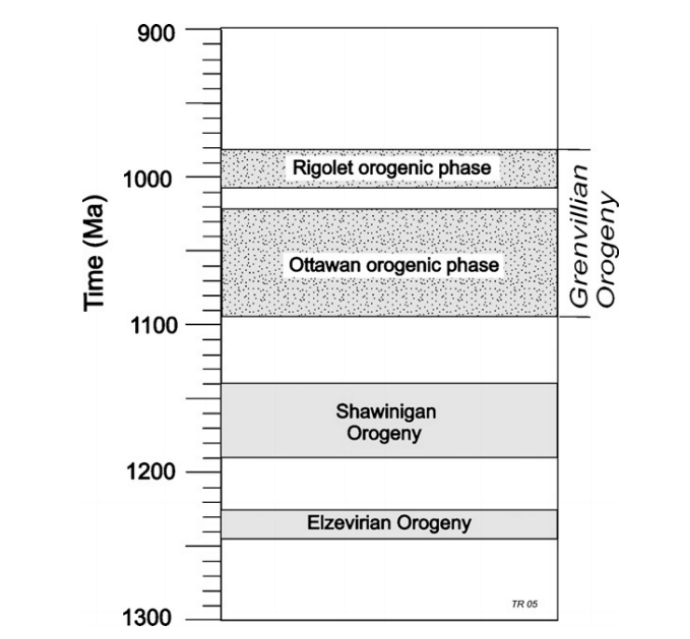 900
Rigolet orogenic phase
1000
Ottawan orogenic phase
Grenvillian
Orogeny
Time (Ma)
1100
Shawinigan
Orogeny
1200
Elzevirian Orogeny
TR 05
1300